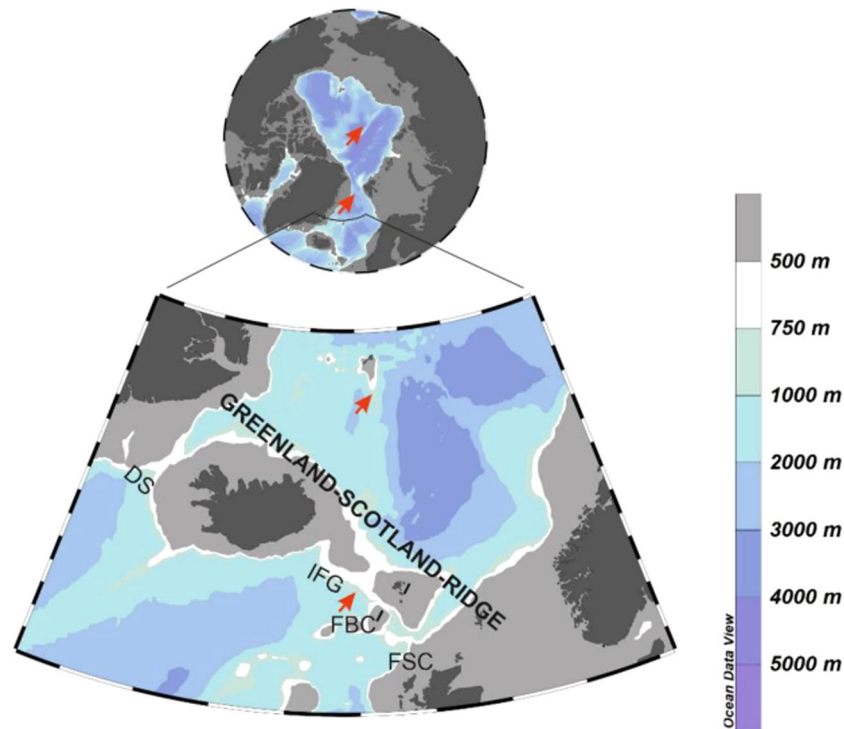 500 m
750 m
1000 m
2000 m
3000 m
4000 m
5000 m
Ocean Data View
GREENLAND-SCOTLAND-RIDGE
DS
IFG
FBC
FSC